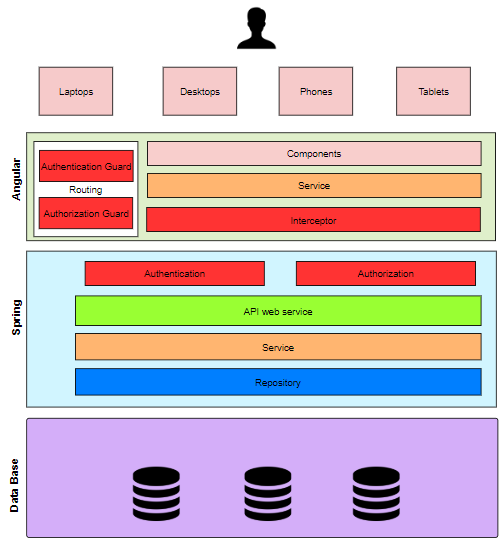 Laptops
Desktops
Phones
Tablets
Angular
Authentication Guard
Routing
Authorization Guard
Components
Service
Interceptor
Spring
Authentication
Authorization
API web service
Service
Repository
Data Base